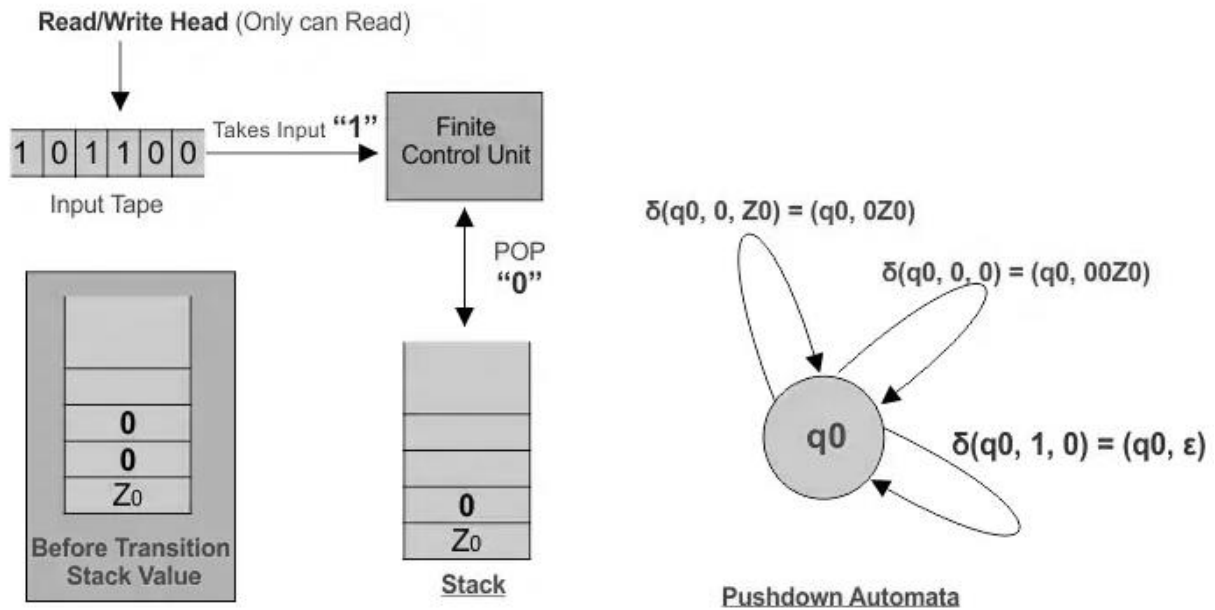 Read/Write Head (Only can Read)
1 0 1 1 0 0
Takes Input “1”
Finite
Control Unit
Input Tape
POP
“0”
0
0
Z0
Before Transition
Stack Value
0
Z0
Stack
δ(q0, 0, Z0) = (q0, 0Z0)
δ(q0, 0, 0) = (q0, 00Z0)
q0
δ(q0, 1, 0) = (q0, ε)
Pushdown Automata